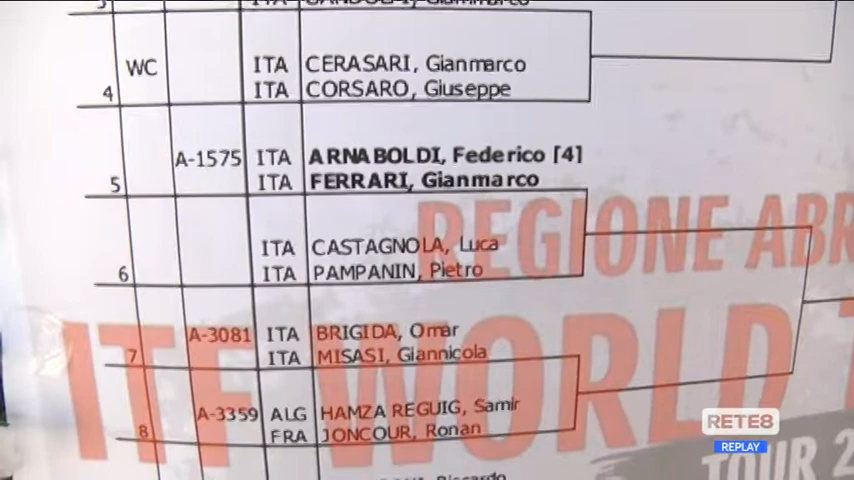 WC
ITA CERASARI, Gianmarco
4 ITA CORSARO, Giuseppe
A-1575 ITA ARNABOLDI, Federico [4]
5 ITA FERRARI, Gianmarco
REGIONE ABR
ITA CASTAGNOLA, Luca
6 ITA PAMPANIN, Pietro
ITF WORLD T
A-3081 ITA BRIGIDA, Omar
7 ITA MISASI, Giannicola
A-3359 ALG HAMZA REGUIG, Samir
8 FRA JONCOUR, Ronan
RETE8
REPLAY
TOUR 2